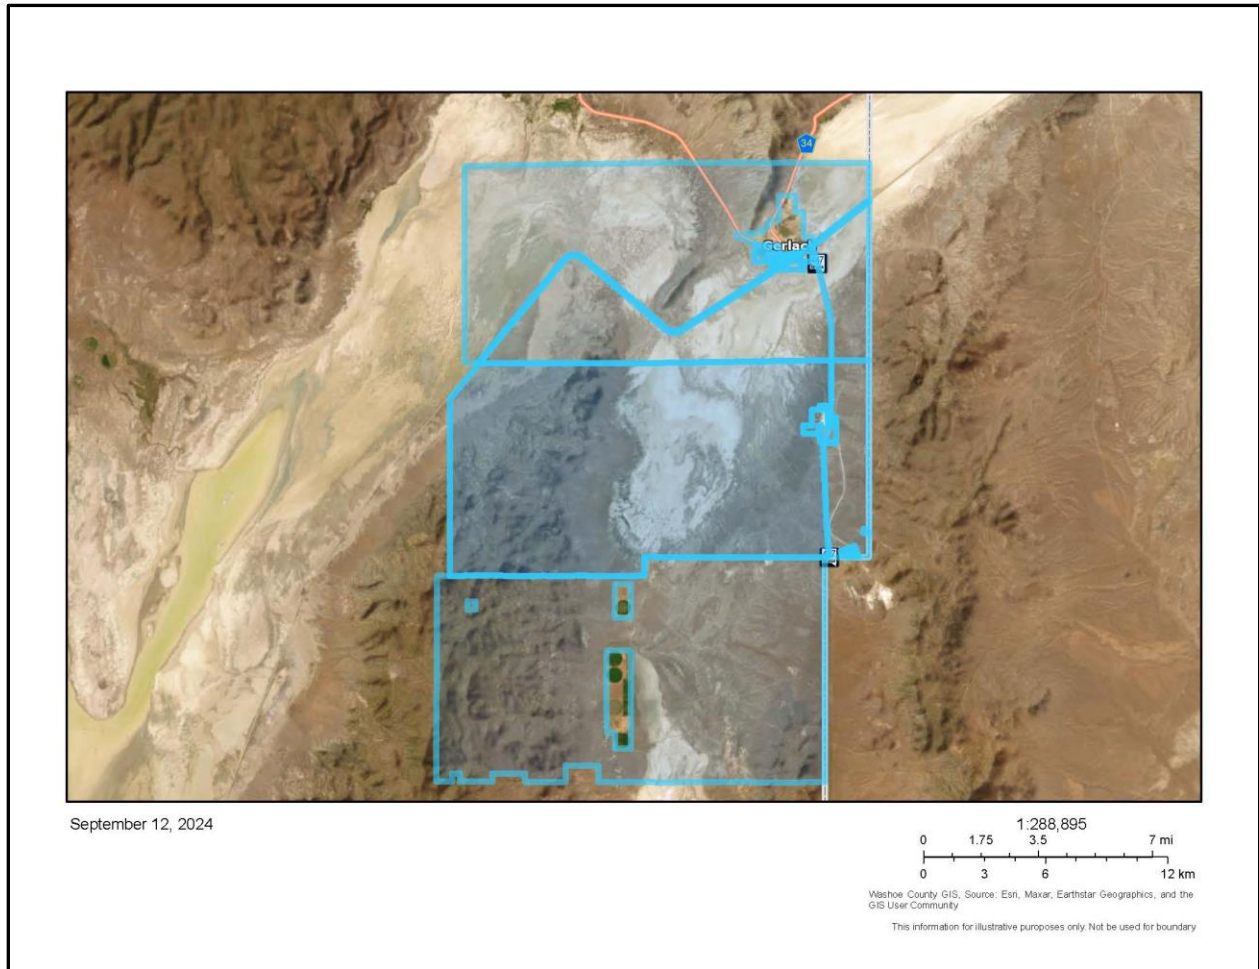 34
Gerlach
September 12, 2024
1:288,895
0 1.75 3.5 7 mi
0 3 6 12 km
Washoe County GIS, Source: Esri, Maxar, Earthstar Geographics, and the
GIS User Community
This information for illustrative puroposes only. Not be used for boundary